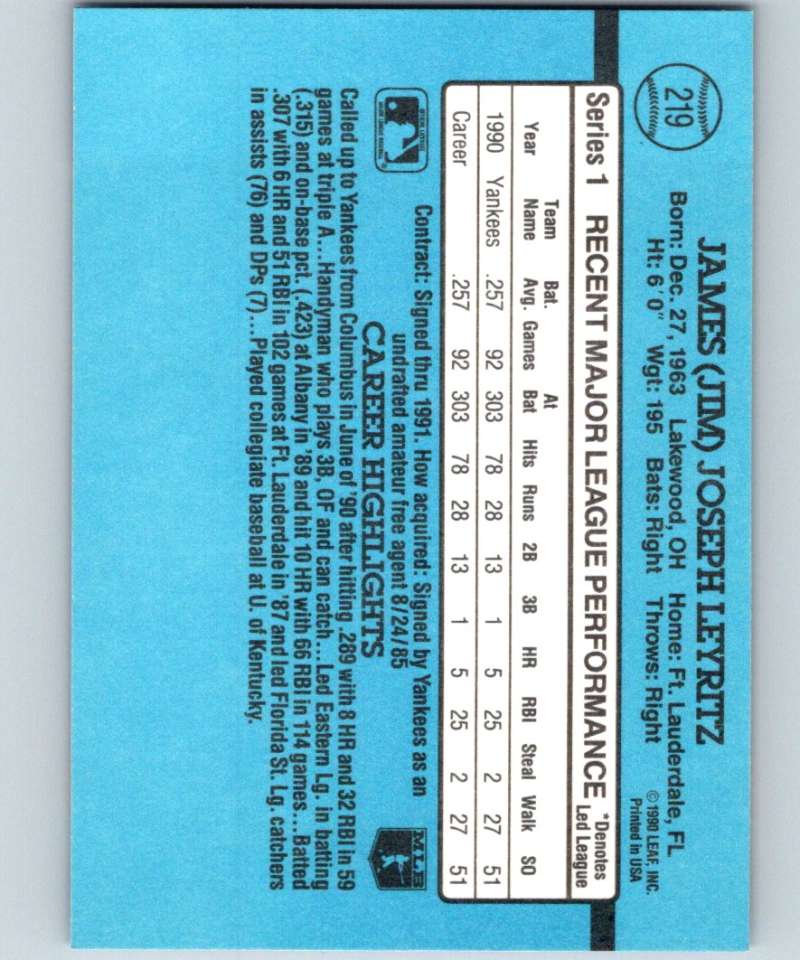 219
JAMES (JIM) JOSEPH LEYRITZ
Born: Dec. 27, 1963 Lakewood, OH Home: Ft. Lauderdale, FL
Ht: 6' 0" Wgt: 195 Bats: Right Throws: Right
© 1990 LEAF, INC.
Printed in USA
Series 1 RECENT MAJOR LEAGUE PERFORMANCE *Denotes Led League
Year Team Name Bat. Avg. Games At Bat Hits Runs 2B 3B HR RBI Steal Walk SO
1990 Yankees .257 92 303 78 28 13 1 5 25 2 27 51
Career .257 92 303 78 28 13 1 5 25 2 27 51
Contract: Signed thru 1991. How acquired: Signed by Yankees as an
undrafted amateur free agent 8/24/85
MLB
CAREER HIGHLIGHTS
Called up to Yankees from Columbus in June of '90 after hitting .289 with 8 HR and 32 RBI in 59
games at triple A...Handyman who plays 3B, OF and can catch...Led Eastern Lg. in batting
(.315) and on-base pct. (.423) at Albany in '89 and hit 10 HR with 66 RBI in 114 games...Batted
.307 with 6 HR and 51 RBI in 102 games at Ft. Lauderdale in '87 and led Florida St. Lg. catchers
in assists (76) and DPs (7)...Played collegiate baseball at U. of Kentucky.